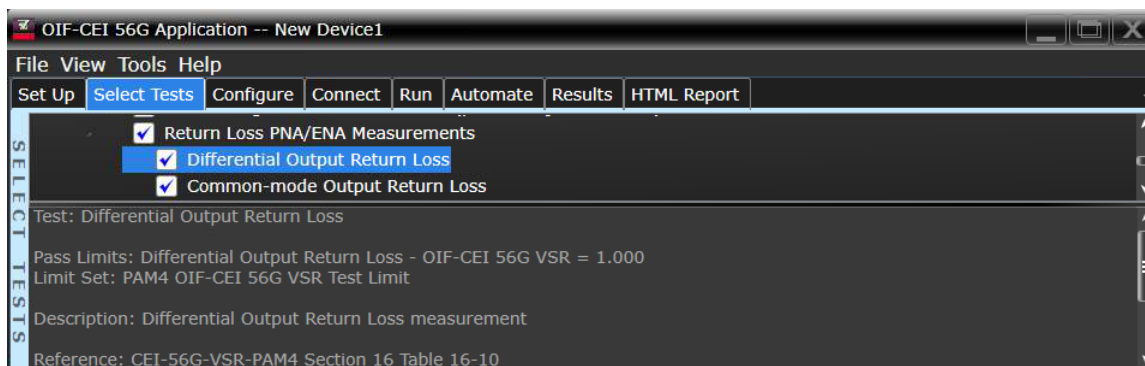 OIF-CEI 56G Application -- New Device1
File View Tools Help
Set Up Select Tests Configure Connect Run Automate Results HTML Report
Return Loss PNA/ENA Measurements
Differential Output Return Loss
Common-mode Output Return Loss
SELECT TESTS
Test: Differential Output Return Loss
Pass Limits: Differential Output Return Loss - OIF-CEI 56G VSR = 1.000
Limit Set: PAM4 OIF-CEI 56G VSR Test Limit
Description: Differential Output Return Loss measurement
Reference: CEI-56G-VSR-PAM4 Section 16 Table 16-10